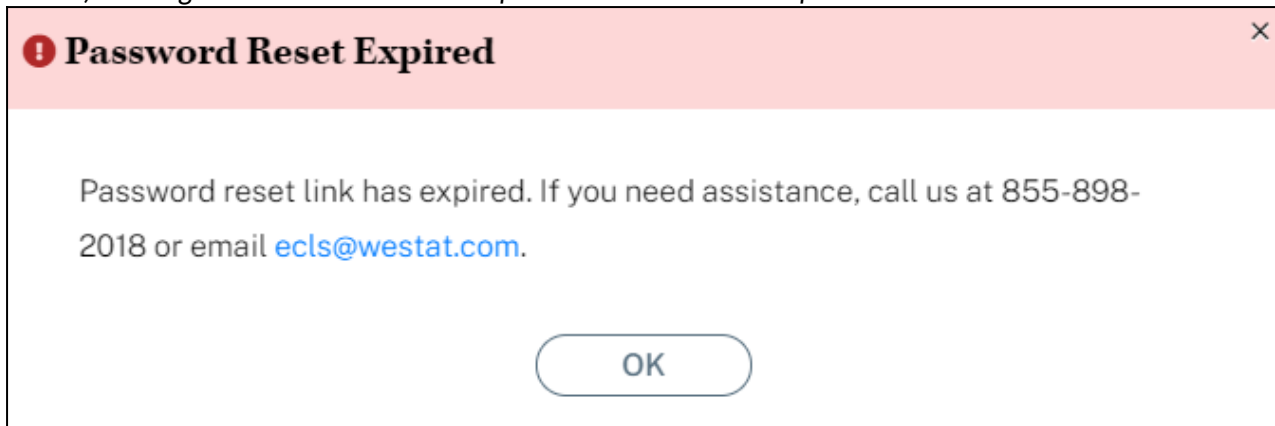 Password Reset Expired
Password reset link has expired. If you need assistance, call us at 855-898-
2018 or email ecls@westat.com.
OK